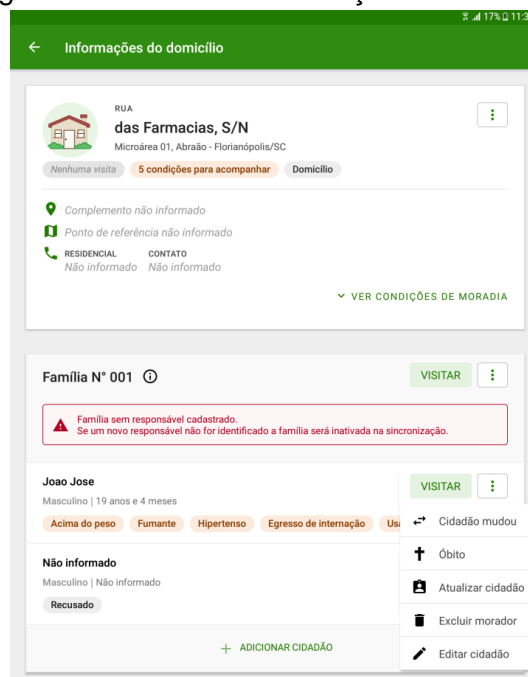 17% 11:3
Informações do domicílio
RUA
das Farmacias, S/N
Microárea 01, Abraão - Florianópolis/SC
Nenhuma visita 5 condições para acompanhar Domicílio
Complemento não informado
Ponto de referência não informado
RESIDENCIAL CONTATO
Não informado Não informado
VER CONDIÇÕES DE MORADIA
Família N° 001 VISITAR
Família sem responsável cadastrado.
Se um novo responsável não for identificado a família será inativada na sincronização.
Joao Jose VISITAR
Masculino | 19 anos e 4 meses
Acima do peso Fumante Hipertenso Egresso de internação
Cidadão mudou
Óbito
Não informado
Masculino | Não informado
Atualizar cidadão
Recusado
Excluir morador
ADICIONAR CIDADÃO
Editar cidadão